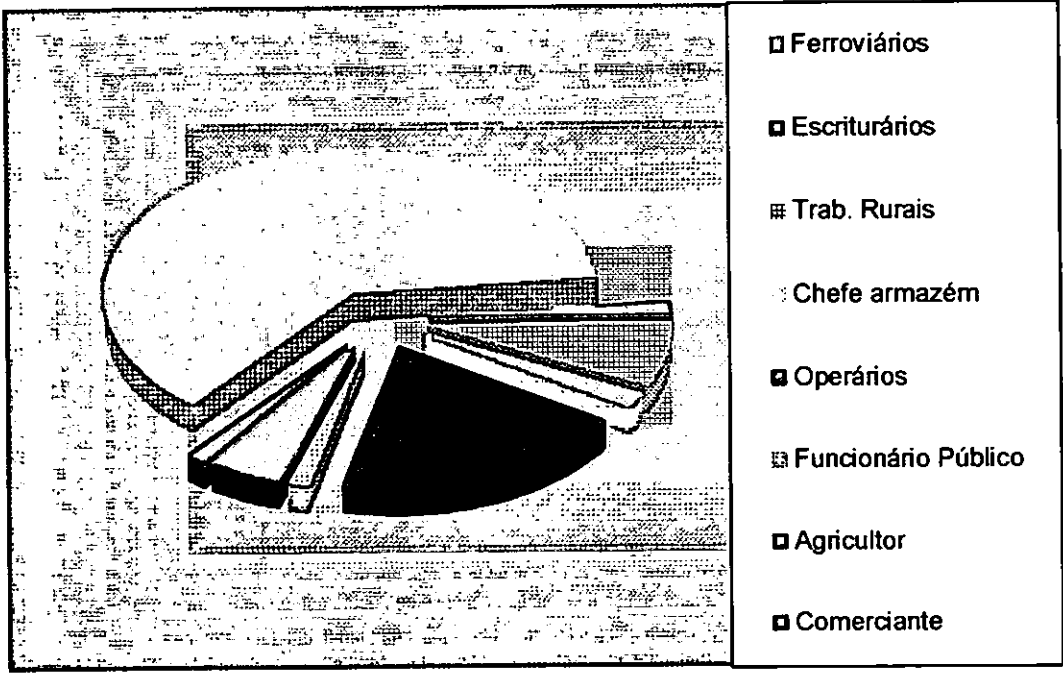 Ferroviários
Escriturários
Trab. Rurais
Chefe armazém
Operários
Funcionário Público
Agricultor
Comerciante